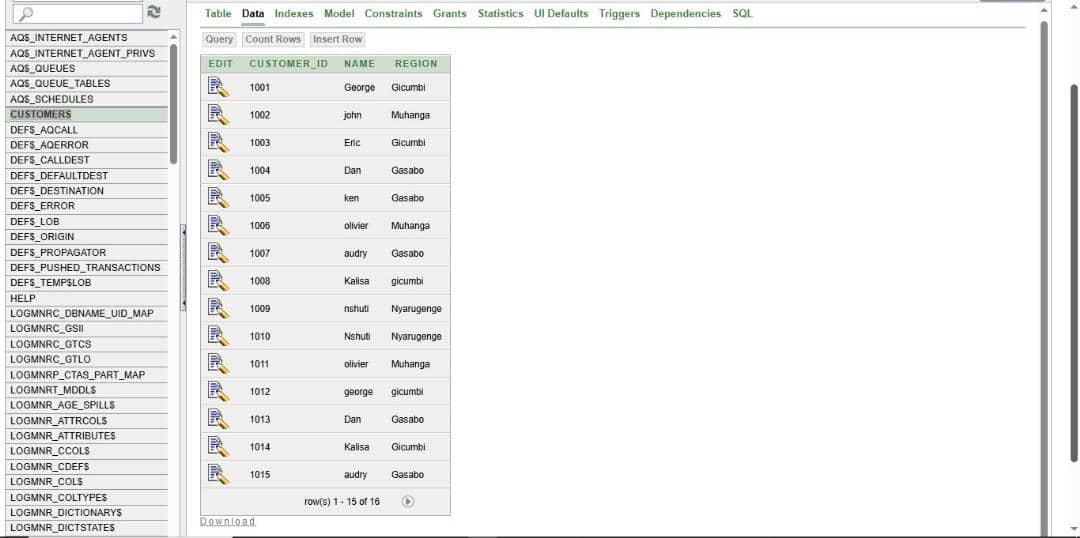 Table Data Indexes Model Constraints Grants Statistics UI Defaults Triggers Dependencies SQL
Query Count Rows Insert Row
AQ$_INTERNET_AGENTS
AQ$_INTERNET_AGENT_PRIVS
AQ$_QUEUES
AQ$_QUEUE_TABLES
AQ$_SCHEDULES
CUSTOMERS
DEF$_AQCALL
DEF$_AQERROR
DEF$_CALLDEST
DEF$_DEFAULTDEST
DEF$_DESTINATION
DEF$_ERROR
DEF$_LOB
DEF$_ORIGIN
DEF$_PROPAGATOR
DEF$_PUSHED_TRANSACTIONS
DEF$_TEMP$LOB
HELP
LOGMNRC_DBNAME_UID_MAP
LOGMNRC_GSII
LOGMNRC_GTCS
LOGMNRC_GTLO
LOGMNRP_CTAS_PART_MAP
LOGMNRT_MDDL$
LOGMNR_AGE_SPILL$
LOGMNR_ATTRCOL$
LOGMNR_ATTRIBUTE$
LOGMNR_CCOL$
LOGMNR_CDEF$
LOGMNR_COL$
LOGMNR_COLTYPE$
LOGMNR_DICTIONARY$
LOGMNR_DICTSTATE$
EDIT CUSTOMER_ID NAME REGION
1001 George Gicumbi
1002 john Muhanga
1003 Eric Gicumbi
1004 Dan Gasabo
1005 ken Gasabo
1006 olivier Muhanga
1007 audry Gasabo
1008 Kalisa gicumbi
1009 nshuti Nyarugenge
1010 Nshuti Nyarugenge
1011 olivier Muhanga
1012 george gicumbi
1013 Dan Gasabo
1014 Kalisa Gicumbi
1015 audry Gasabo
row(s) 1 - 15 of 16
Download